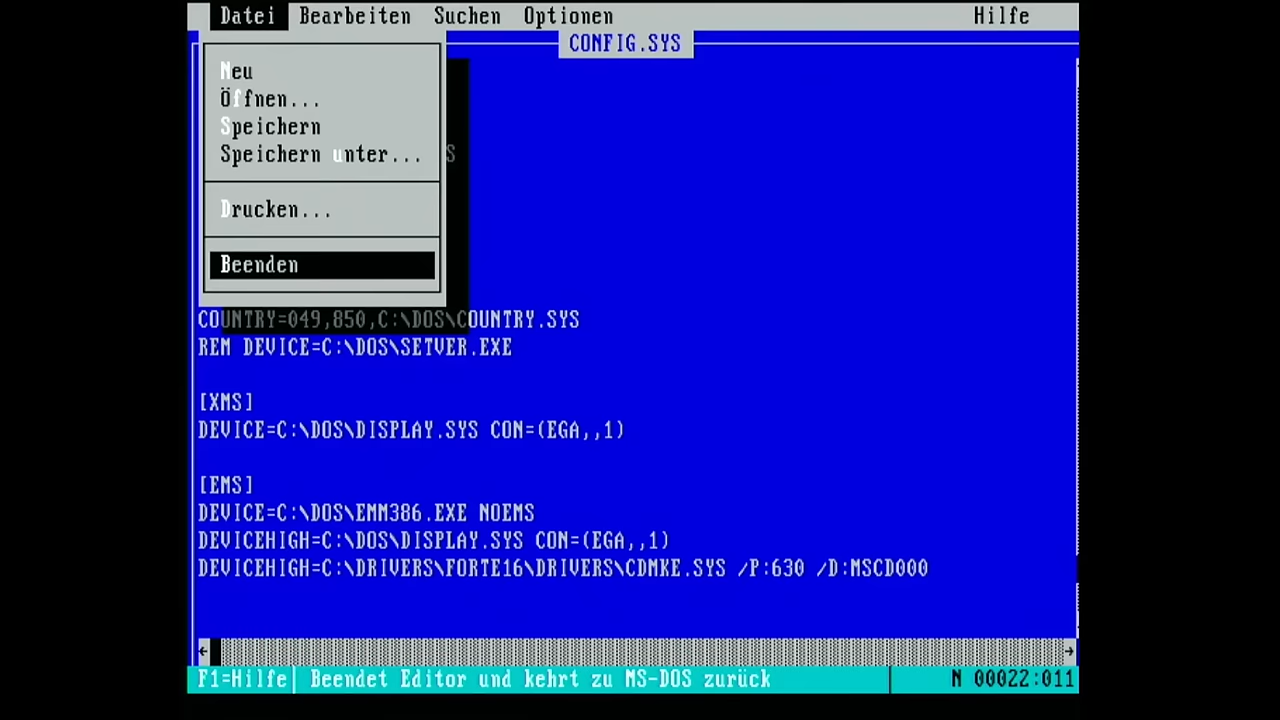 Datei Bearbeiten Suchen Optionen Hilfe
CONFIG.SYS
Neu
Öffnen...
Speichern
Speichern unter...
S
Drucken...
Beenden
COUNTRY=049,850,C:\DOS\COUNTRY.SYS
REM DEVICE=C:\DOS\SETVER.EXE
[XMS]
DEVICE=C:\DOS\DISPLAY.SYS CON=(EGA,,1)
[EMS]
DEVICE=C:\DOS\EMM386.EXE NOEMS
DEVICEHIGH=C:\DOS\DISPLAY.SYS CON=(EGA,,1)
DEVICEHIGH=C:\DRIVERS\FORTE16\DRIVERS\CDMKE.SYS /P:630 /D:MSCD000
F1=Hilfe Beendet Editor und kehrt zu MS-DOS zurück N 00022:011